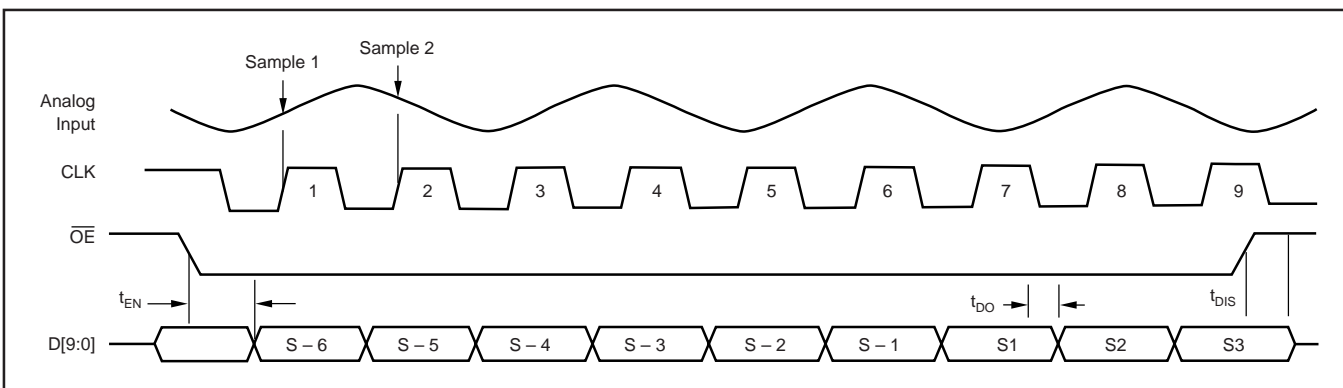 Sample 1
Sample 2
Analog
Input
CLK
1 2 3 4 5 6 7 8 9
OE
tEN
tDO
tDIS
D[9:0]
S – 6 S – 5 S – 4 S – 3 S – 2 S – 1 S1 S2 S3